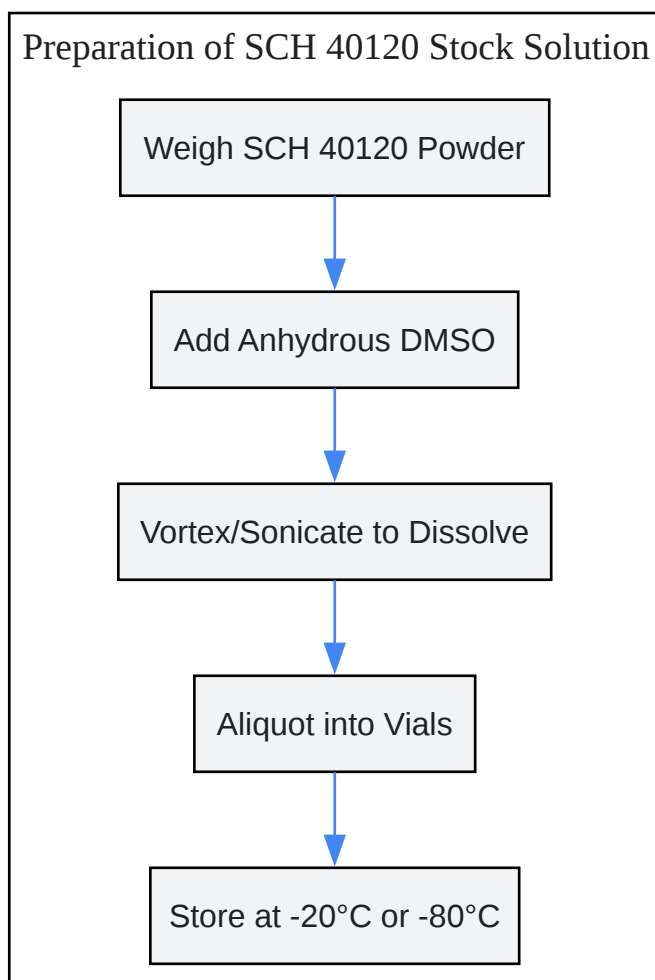 Preparation of SCH 40120 Stock Solution
Weigh SCH 40120 Powder
Add Anhydrous DMSO
Vortex/Sonicate to Dissolve
Aliquot into Vials
Store at -20°C or -80°C